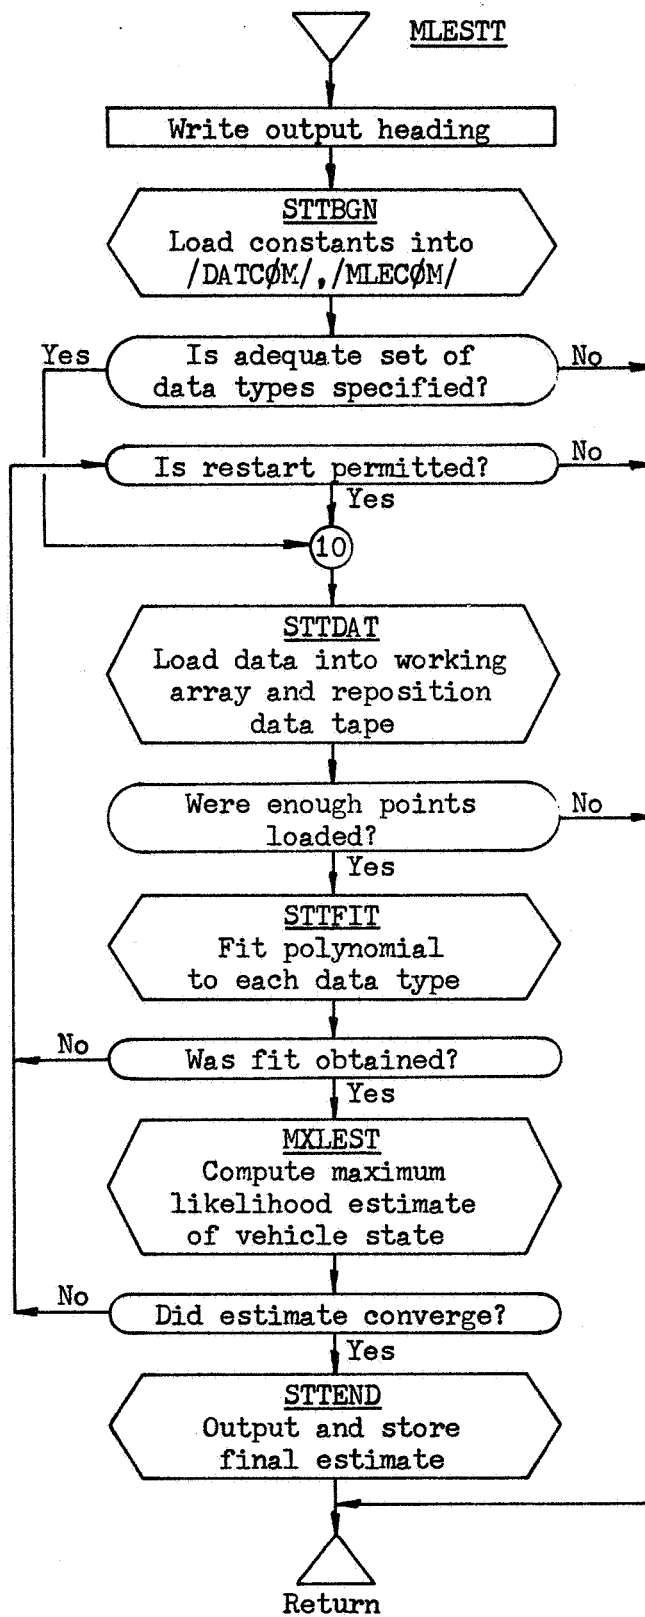 MLESTT
Write output heading
STTBGN
Load constants into
/DATCØM/,/MLECØM/
Yes
Is adequate set of
data types specified?
No
Is restart permitted?
No
Yes
10
STTDAT
Load data into working
array and reposition
data tape
Were enough points
loaded?
No
Yes
STTFIT
Fit polynomial
to each data type
No
Was fit obtained?
Yes
MXLEST
Compute maximum
likelihood estimate
of vehicle state
No
Did estimate converge?
Yes
STTEND
Output and store
final estimate
Return